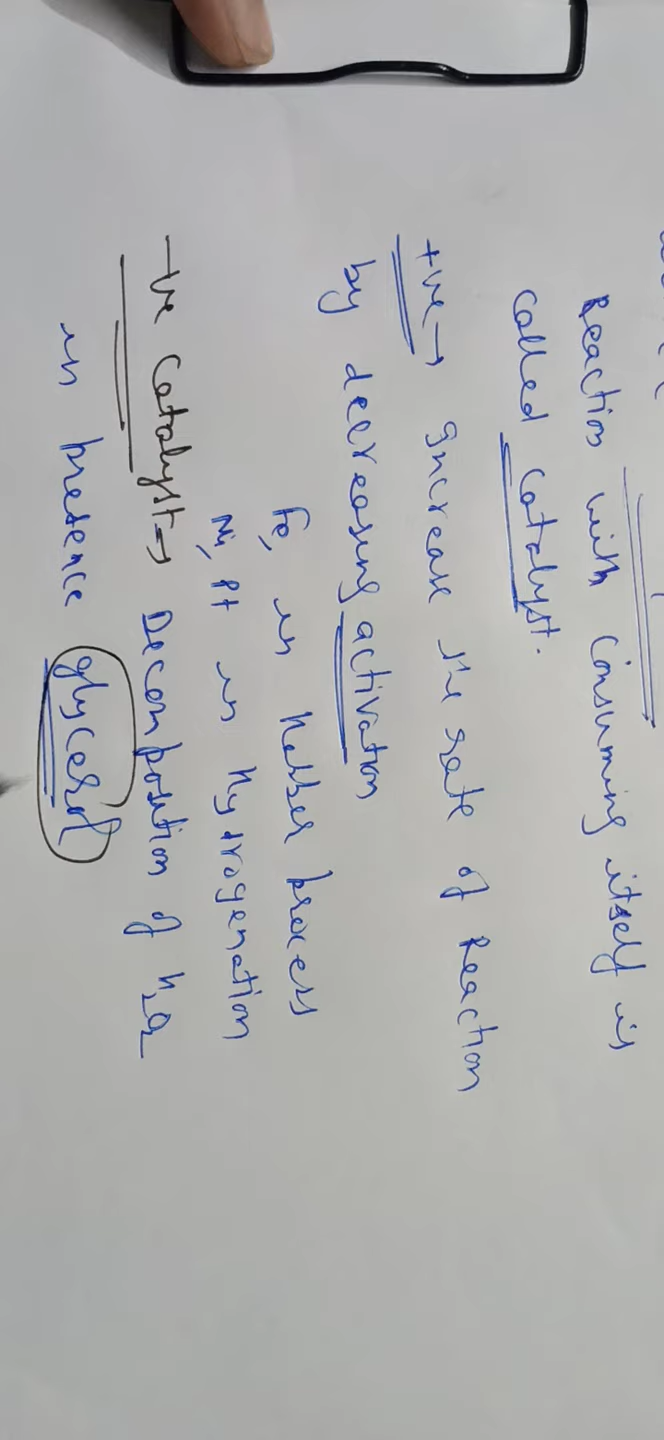 Reaction with Consuming itself is
called Catalyst.
+ve → Increase the rate of Reaction
by decreasing activation
Fe, in Habber process
Ni, Pt in Hydrogenation
-ve Catalyst → Decomposition of H2O2
in presence glycerol